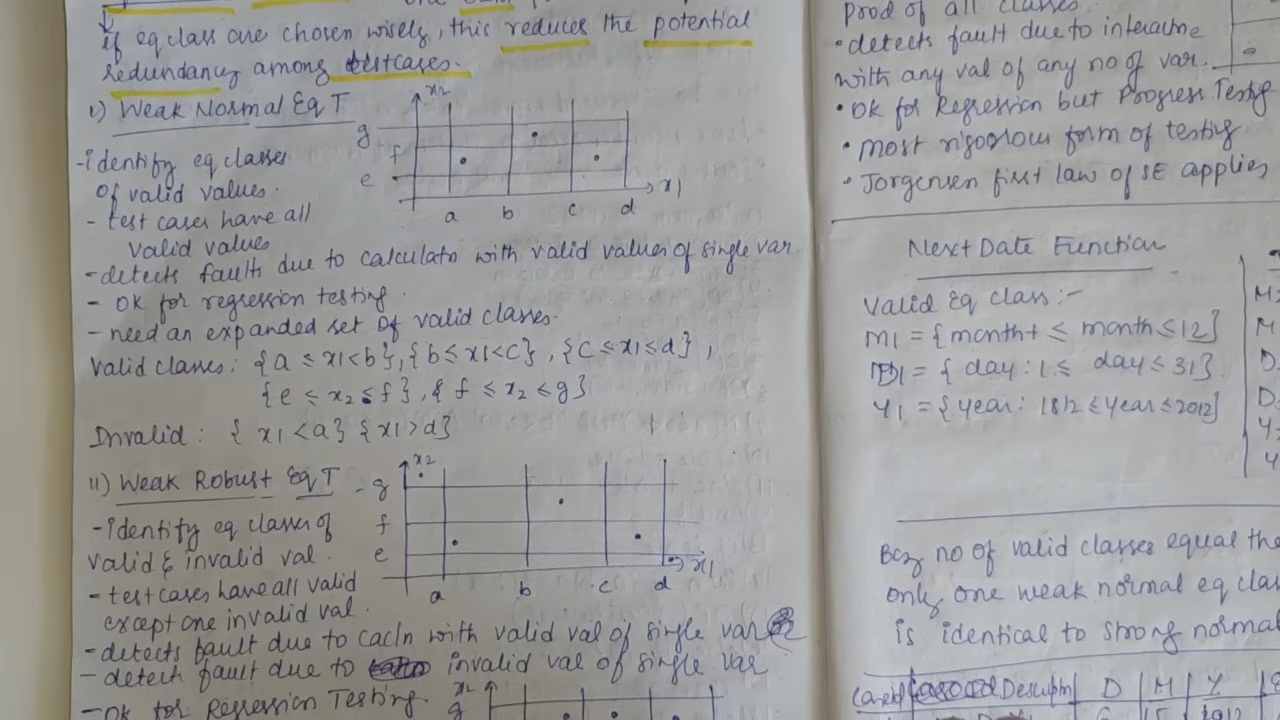 if eq class are chosen wisely, this reduces the potential
redundancy among testcases.
i) Weak Normal Eq T
x2
g
f
e
x1
a b c d
- identify eq classes
of valid values.
- test cases have all
valid values
- detects faults due to calculatn with valid values of single var.
- OK for regression testing.
- need an expanded set of valid classes.
Valid classes: {a ≤ x1 < b}, {b ≤ x1 < c}, {c ≤ x1 ≤ d},
{e ≤ x2 ≤ f}, { f ≤ x2 ≤ g}
Invalid: { x1 < a} {x1 > d}
ii) Weak Robust Eq T
x2
g
f
e
x1
a b c d
- identify eq classes of
valid & invalid val.
- test cases have all valid
except one invalid val.
- detects fault due to cacln with valid val of single var
- detect fault due to invalid val of single var
- OK for Regression Testing.
x2
g
Prod of all classes.
• detects fault due to interactne
with any val of any no of var.
• OK for Regression but Progress Testig
• most rigorous form of testing
• Jorgensen first law of SE applies
Next Date Function
Valid Eq class:-
M1 = {month + ≤ month ≤ 12}
D1 = { day : 1 ≤ day ≤ 31}
Y1 = {Year: 1812 ≤ Year ≤ 2012}
M
D
D
Y
Bcz no of valid classes equal the
only one weak normal eq clas
is identical to strong normal
Case id Descriptn D M Y